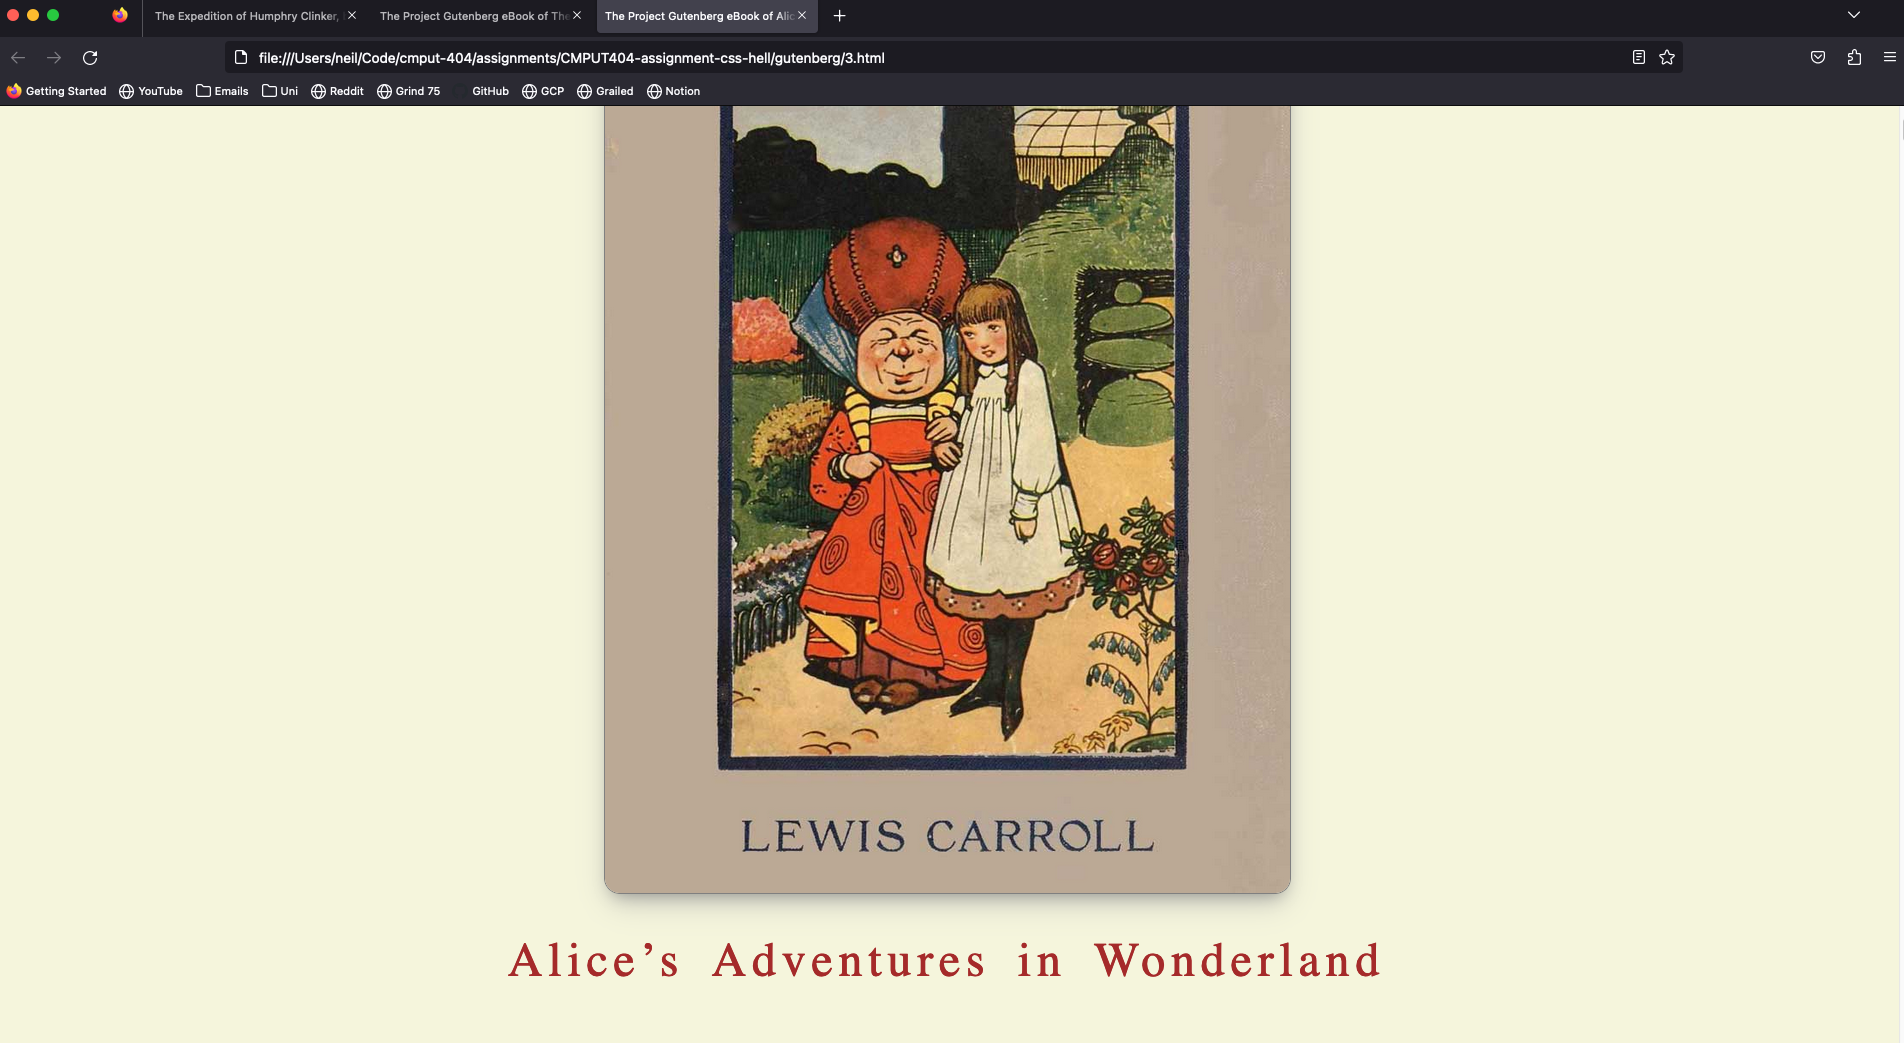 The Expedition of Humphry Clinker,
The Project Gutenberg eBook of The
The Project Gutenberg eBook of Alic
file:///Users/neil/Code/cmput-404/assignments/CMPUT404-assignment-css-hell/gutenberg/3.html
Getting Started YouTube Emails Uni Reddit Grind 75 GitHub GCP Grailed Notion
LEWIS CARROLL
Alice’s Adventures in Wonderland